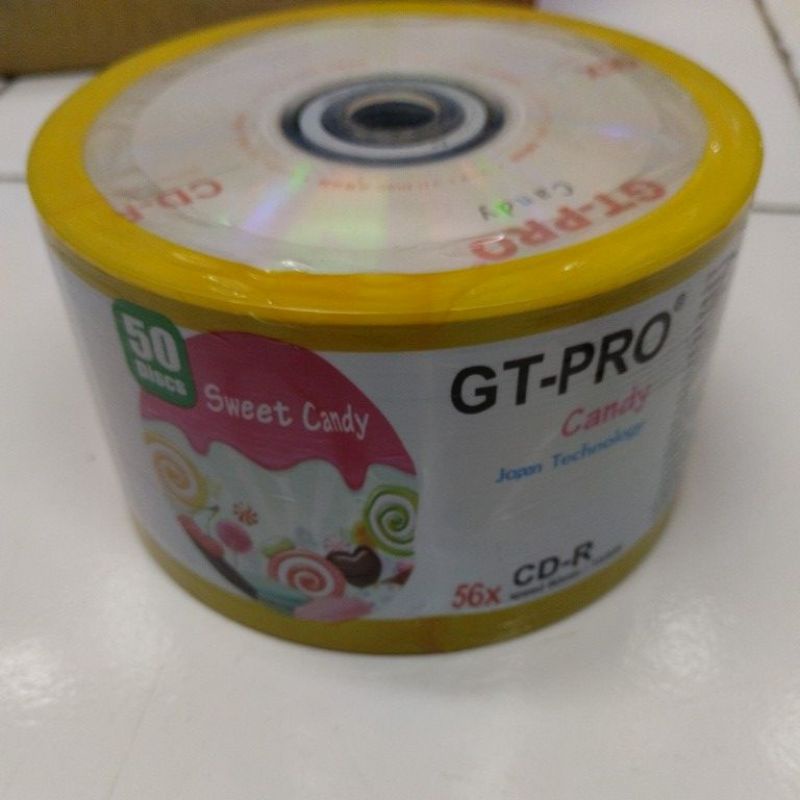 CD-R
Candy
GT-PRO
50
Discs
Sweet Candy
GT-PRO®
Candy
Japan Technology
56x CD-R